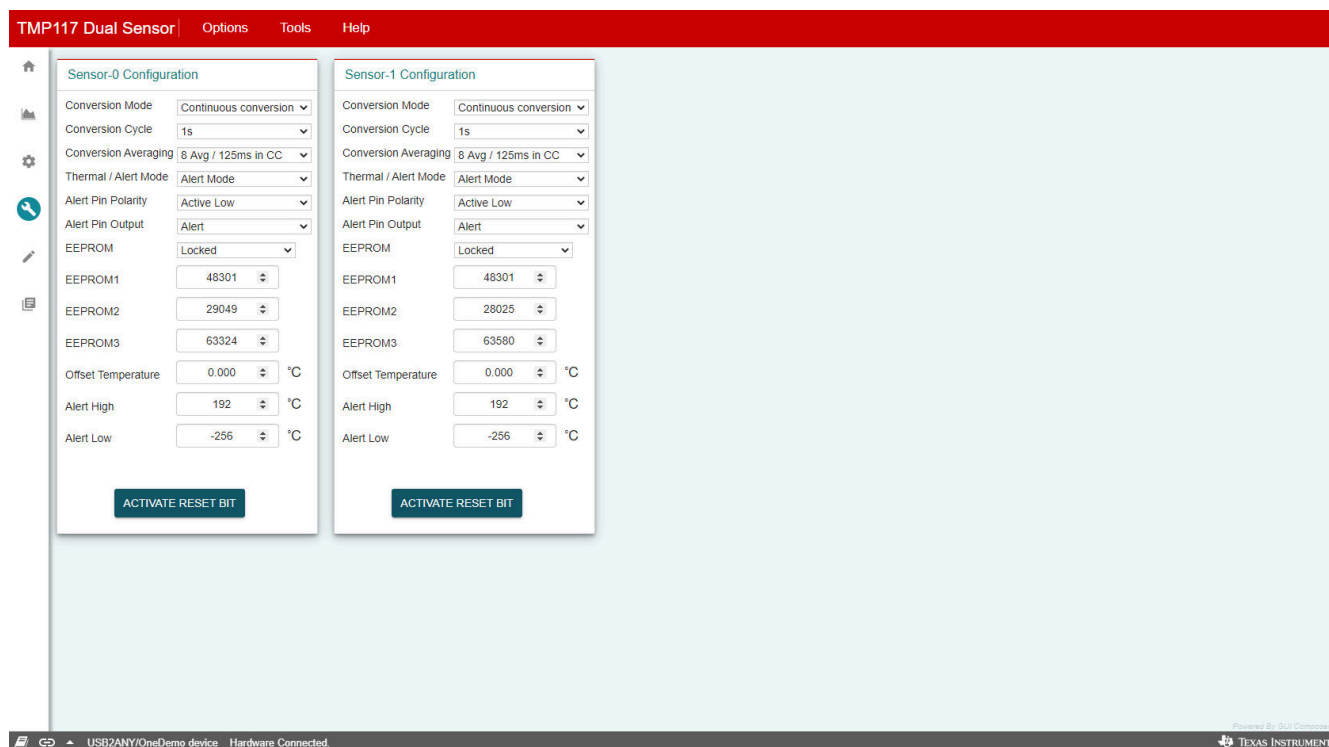 TMP117 Dual Sensor Options Tools Help
Sensor-0 Configuration
Conversion Mode Continuous conversion
Conversion Cycle 1s
Conversion Averaging 8 Avg / 125ms in CC
Thermal / Alert Mode Alert Mode
Alert Pin Polarity Active Low
Alert Pin Output Alert
EEPROM Locked
EEPROM1 48301
EEPROM2 29049
EEPROM3 63324
Offset Temperature 0.000 °C
Alert High 192 °C
Alert Low -256 °C
ACTIVATE RESET BIT
Sensor-1 Configuration
Conversion Mode Continuous conversion
Conversion Cycle 1s
Conversion Averaging 8 Avg / 125ms in CC
Thermal / Alert Mode Alert Mode
Alert Pin Polarity Active Low
Alert Pin Output Alert
EEPROM Locked
EEPROM1 48301
EEPROM2 28025
EEPROM3 63580
Offset Temperature 0.000 °C
Alert High 192 °C
Alert Low -256 °C
ACTIVATE RESET BIT
Powered By GUI Compose
USB2ANY/OneDemo device Hardware Connected.
TEXAS INSTRUMENT